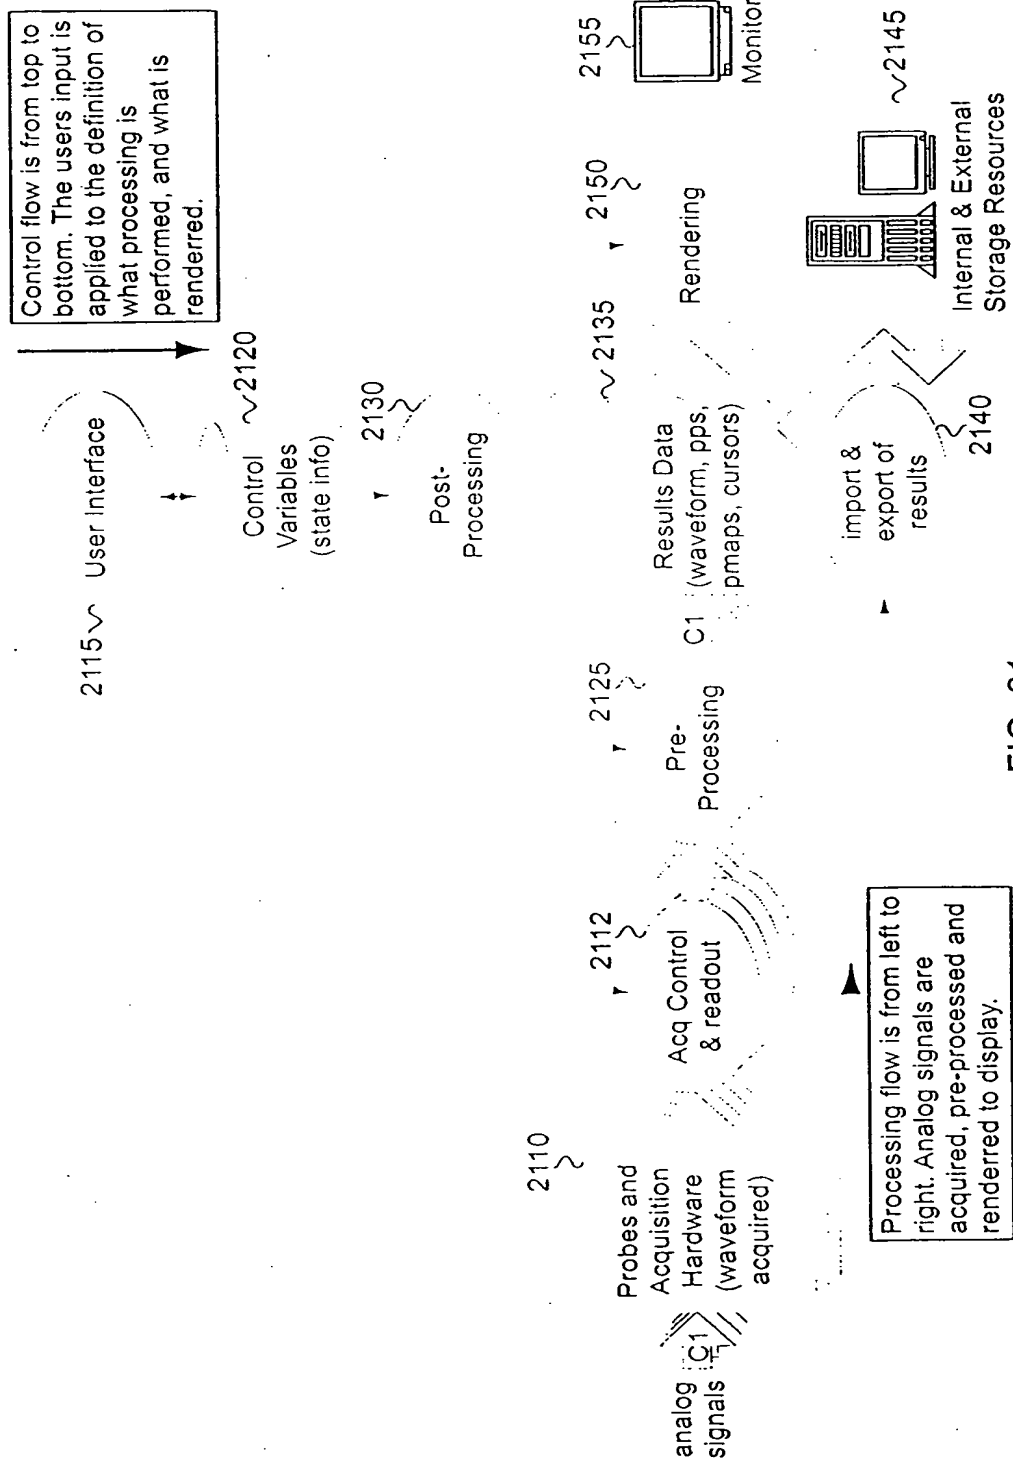 Control flow is from top to
bottom. The users input is
applied to the definition of
what processing is
performed, and what is
rendered.
2115
User Interface
2120
Control
Variables
(state info)
2130
Post-
Processing
2110
Probes and
Acquisition
Hardware
(waveform
acquired)
analog
signals
C1
2112
Acq Control
& readout
2125
Pre-
Processing
C1
2135
Results Data
(waveform, pps,
pmaps, cursors)
2150
Rendering
2155
Monitor
import &
export of
results
2140
2145
Internal & External
Storage Resources
Processing flow is from left to
right. Analog signals are
acquired, pre-processed and
renderred to display.